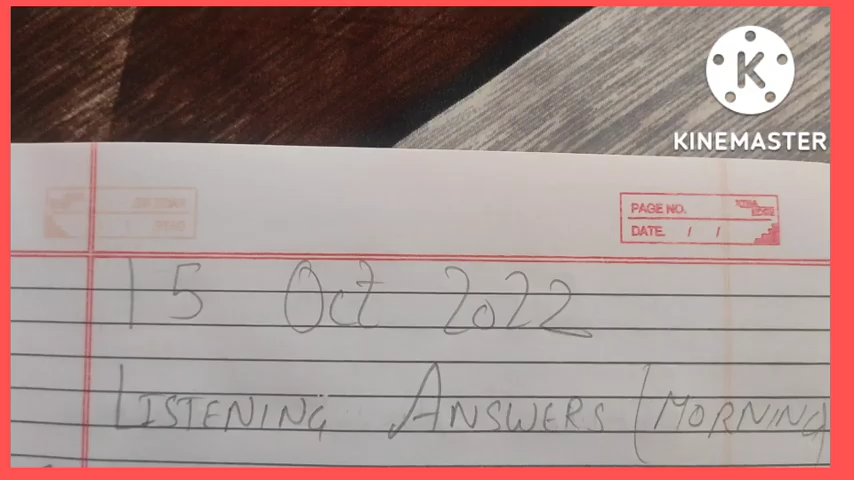 KINEMASTER
PAGE NO.
DATE / /
15 Oct 2022
LISTENING ANSWERS (MORNING